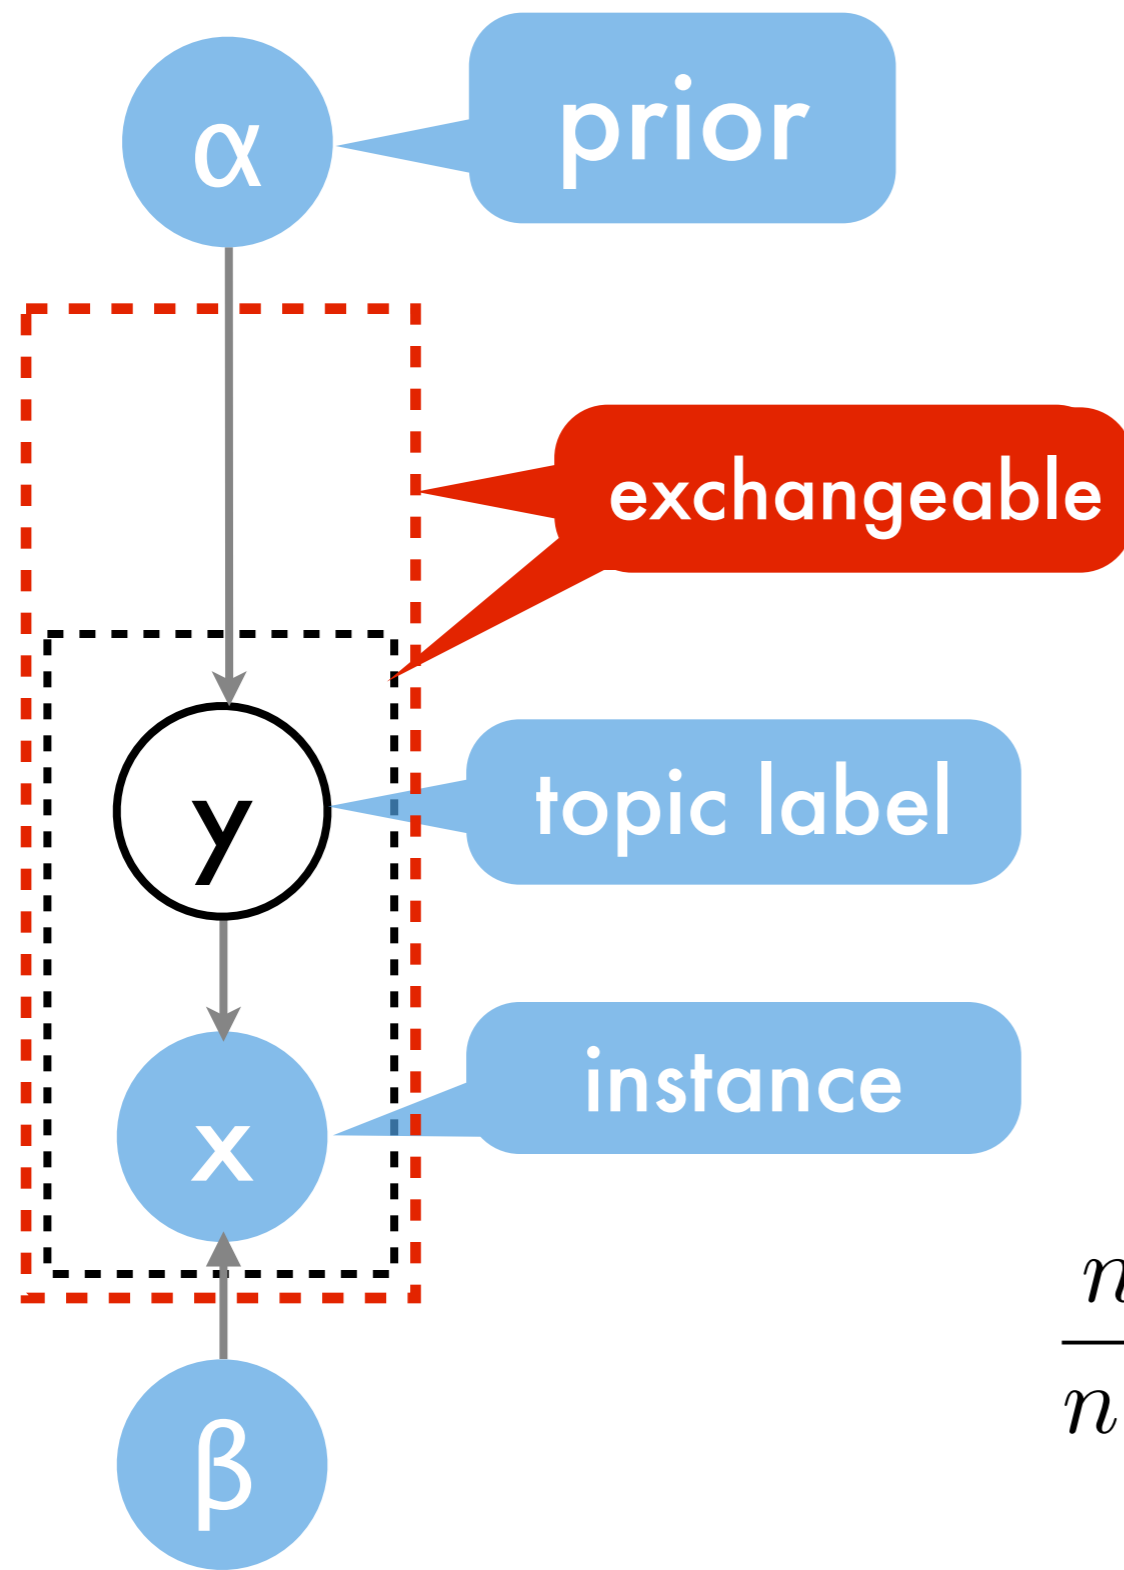 α
prior
exchangeable
y
topic label
x
instance
n
n
β